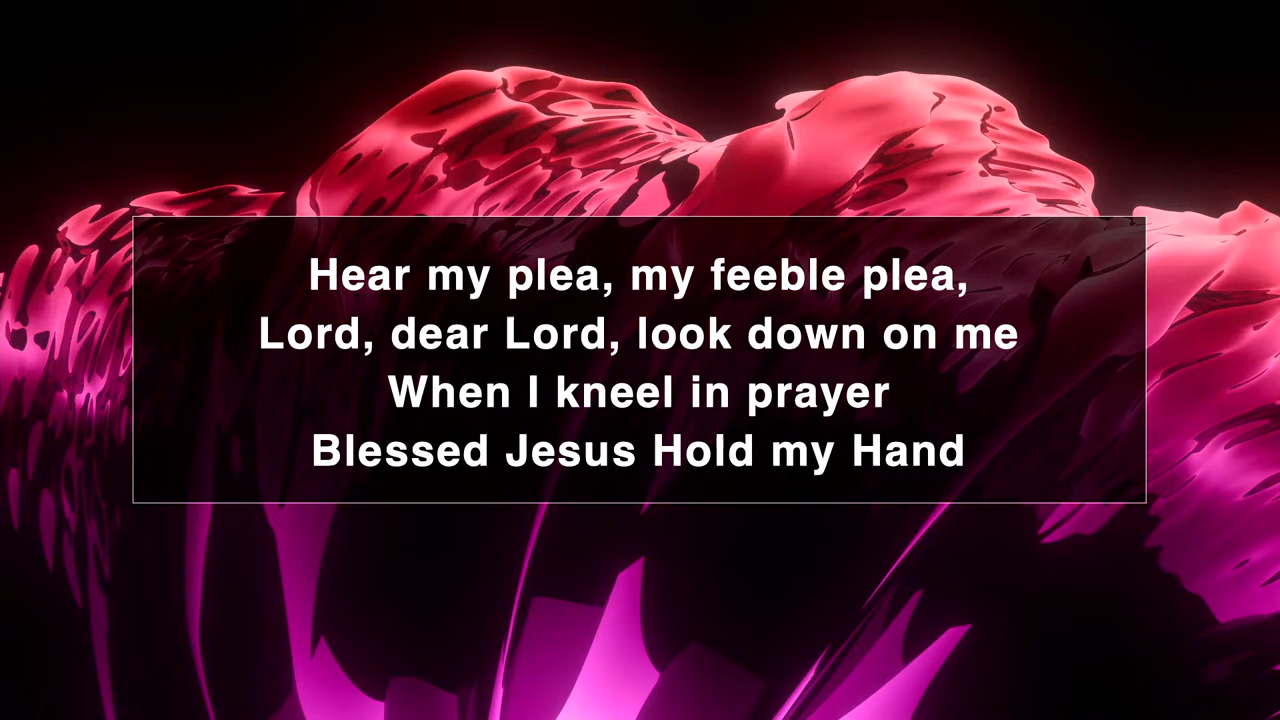 Hear my plea, my feeble plea,
Lord, dear Lord, look down on me
When I kneel in prayer
Blessed Jesus Hold my Hand